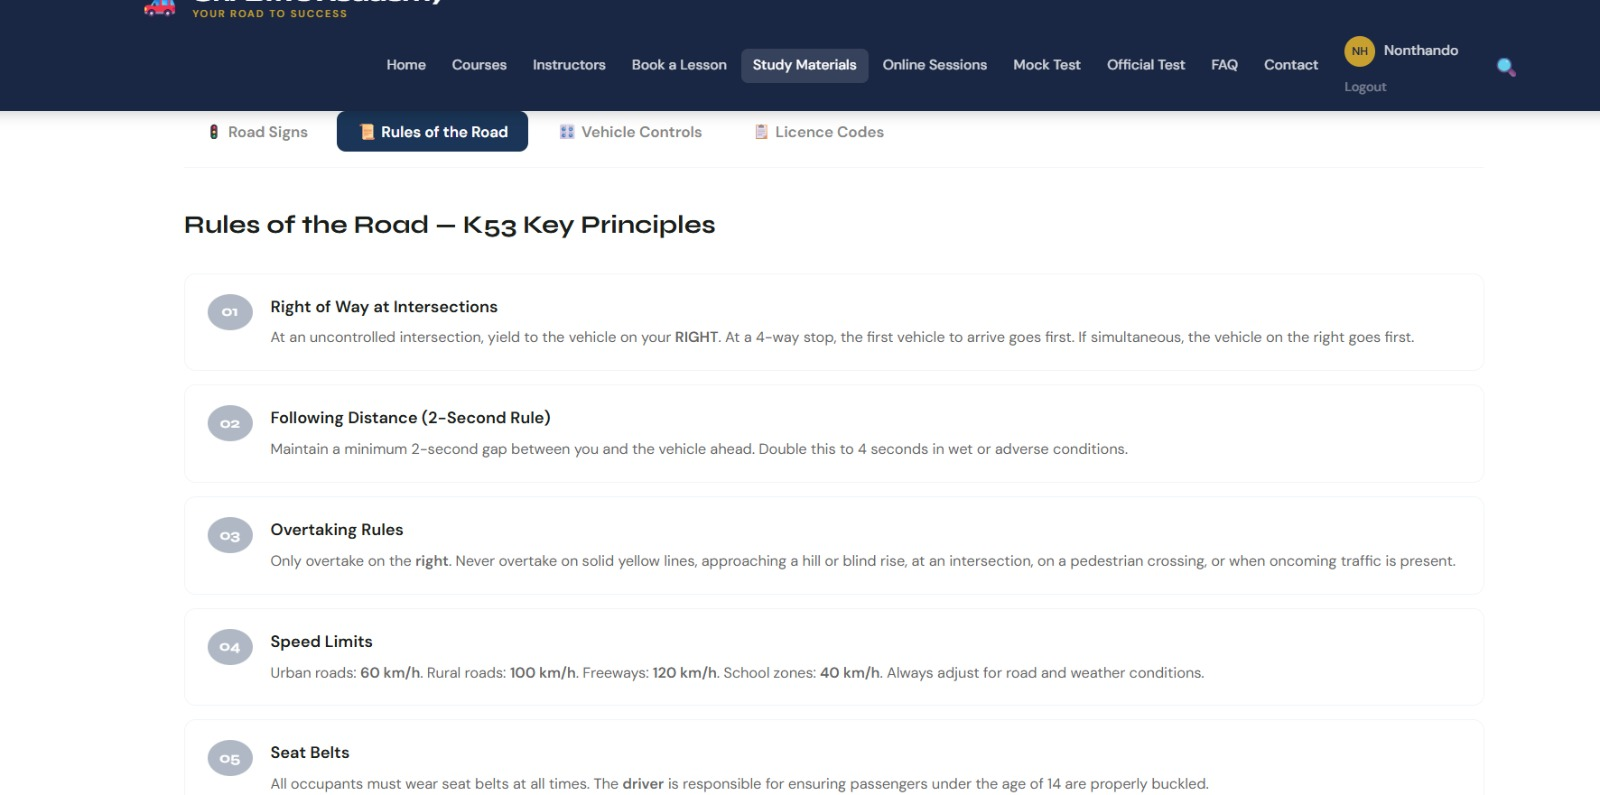 YOUR ROAD TO SUCCESS
Home Courses Instructors Book a Lesson Study Materials Online Sessions Mock Test Official Test FAQ Contact NH Nonthando
Logout
Road Signs Rules of the Road Vehicle Controls Licence Codes
Rules of the Road — K53 Key Principles
01 Right of Way at Intersections
At an uncontrolled intersection, yield to the vehicle on your RIGHT. At a 4-way stop, the first vehicle to arrive goes first. If simultaneous, the vehicle on the right goes first.
02 Following Distance (2-Second Rule)
Maintain a minimum 2-second gap between you and the vehicle ahead. Double this to 4 seconds in wet or adverse conditions.
03 Overtaking Rules
Only overtake on the right. Never overtake on solid yellow lines, approaching a hill or blind rise, at an intersection, on a pedestrian crossing, or when oncoming traffic is present.
04 Speed Limits
Urban roads: 60 km/h. Rural roads: 100 km/h. Freeways: 120 km/h. School zones: 40 km/h. Always adjust for road and weather conditions.
05 Seat Belts
All occupants must wear seat belts at all times. The driver is responsible for ensuring passengers under the age of 14 are properly buckled.